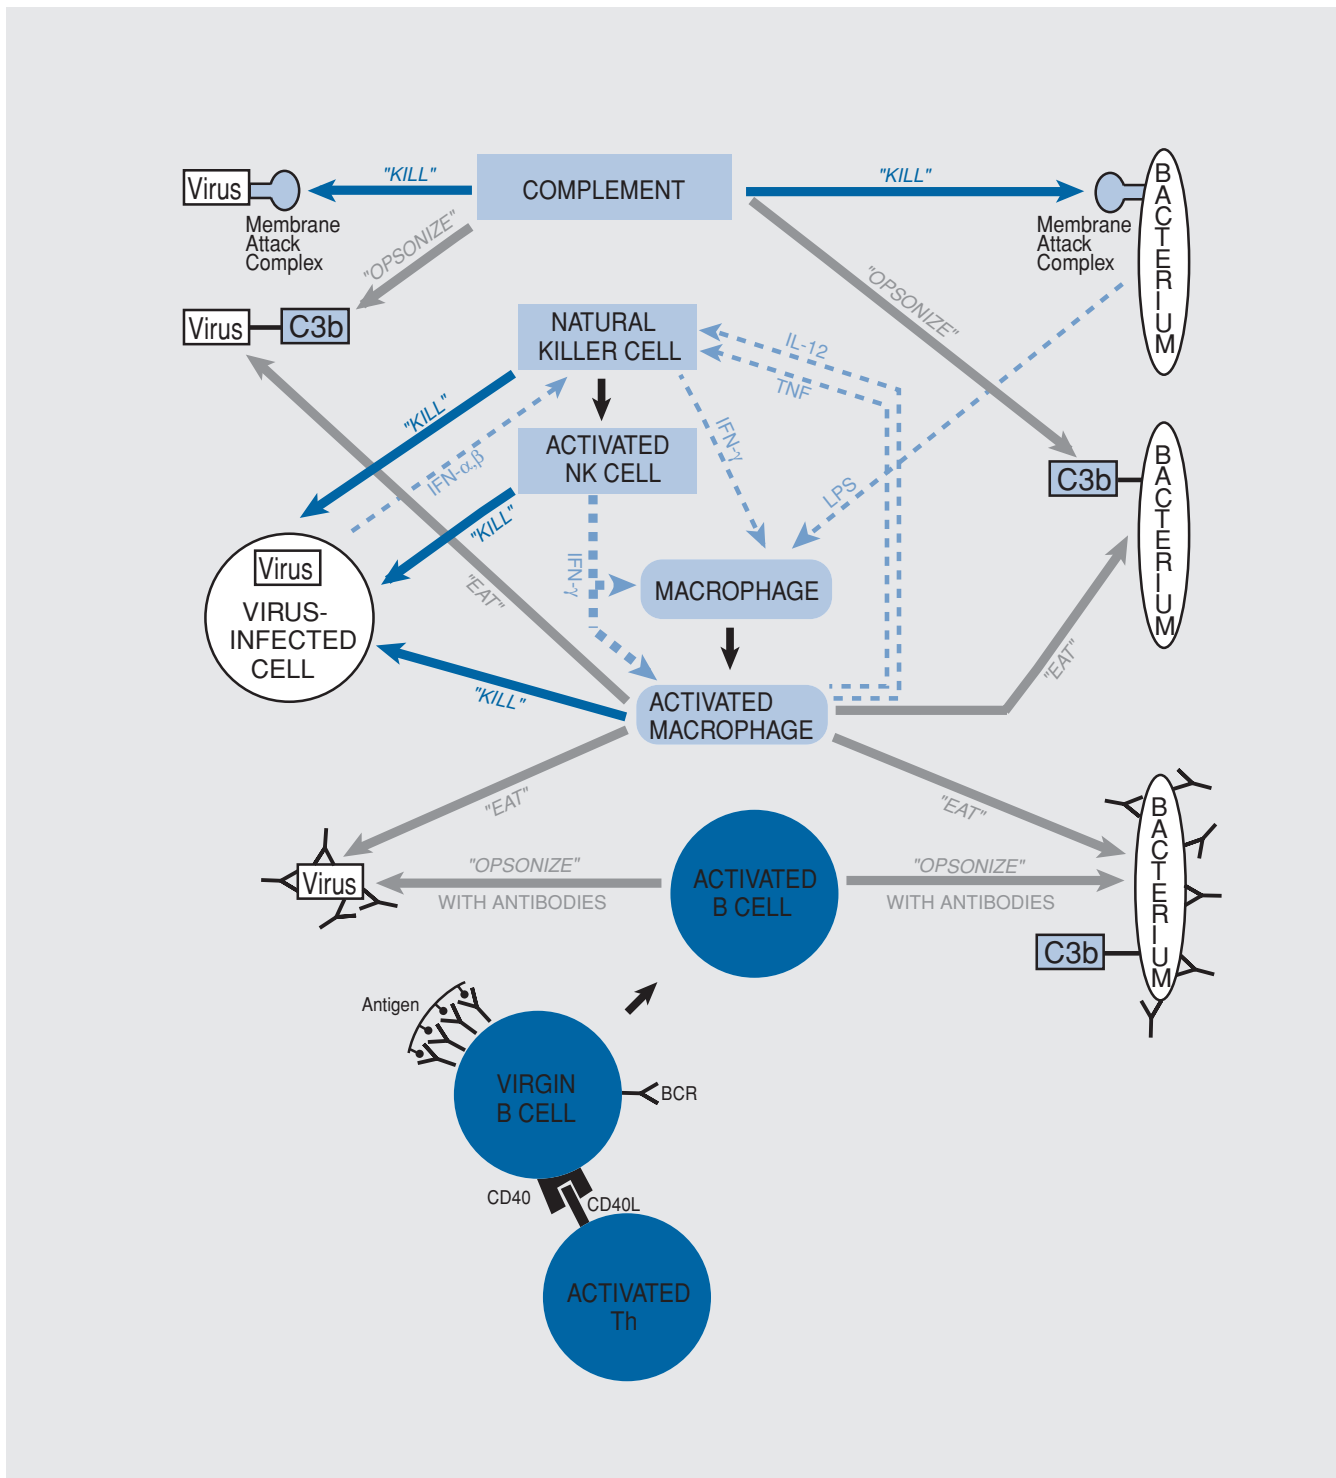 "KILL"
COMPLEMENT
"KILL"
Virus
Membrane
Attack
Complex
Membrane
Attack
Complex
BACTERIUM
"OPSONIZE"
"OPSONIZE"
Virus
C3b
NATURAL
KILLER CELL
IL-12
TNF
"KILL"
IFN-α,β
IFN-γ
ACTIVATED
NK CELL
LPS
C3b
BACTERIUM
"KILL"
Virus
VIRUS-
INFECTED
CELL
"EAT"
IFN-γ
MACROPHAGE
"EAT"
"KILL"
ACTIVATED
MACROPHAGE
"EAT"
"EAT"
BACTERIUM
Virus
"OPSONIZE"
WITH ANTIBODIES
ACTIVATED
B CELL
"OPSONIZE"
WITH ANTIBODIES
C3b
Antigen
VIRGIN
B CELL
BCR
CD40
CD40L
ACTIVATED
Th